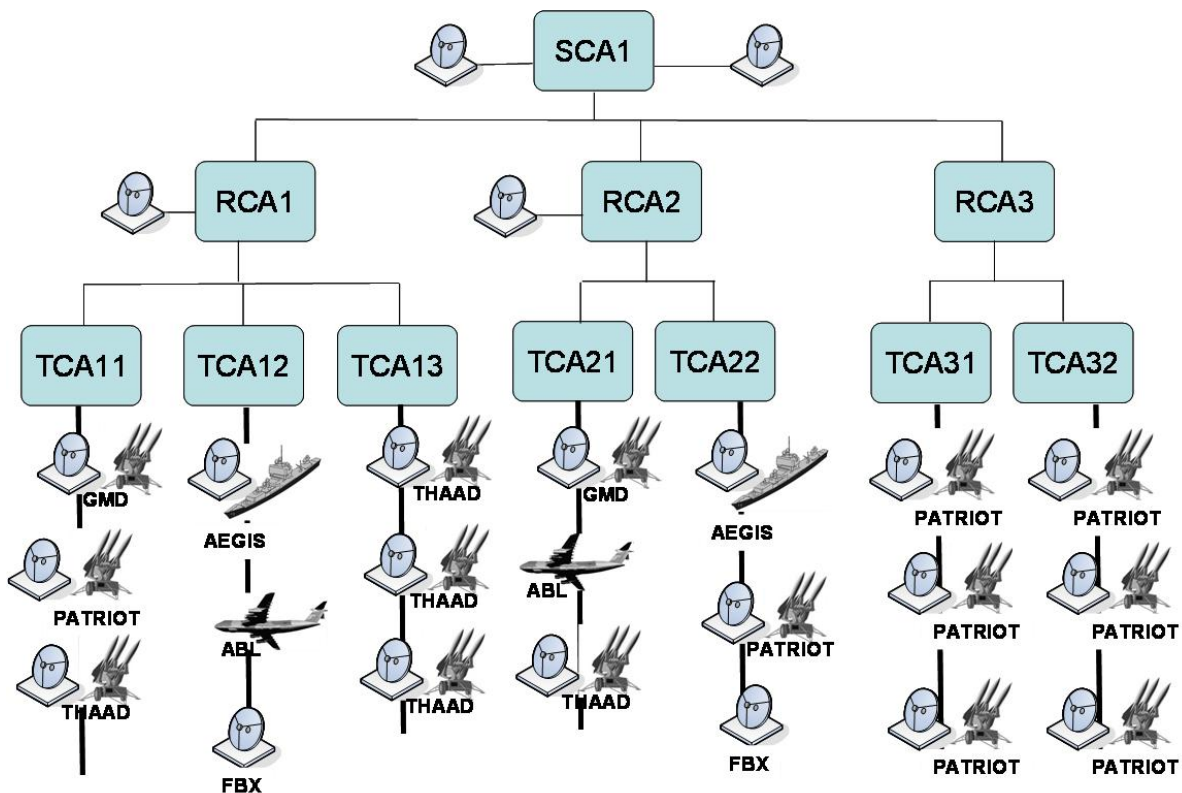 SCA1
RCA1
RCA2
RCA3
TCA11
TCA12
TCA13
TCA21
TCA22
TCA31
TCA32
GMD
PATRIOT
THAAD
AEGIS
ABL
FBX
THAAD
THAAD
THAAD
GMD
ABL
THAAD
AEGIS
PATRIOT
FBX
PATRIOT
PATRIOT
PATRIOT
PATRIOT
PATRIOT
PATRIOT